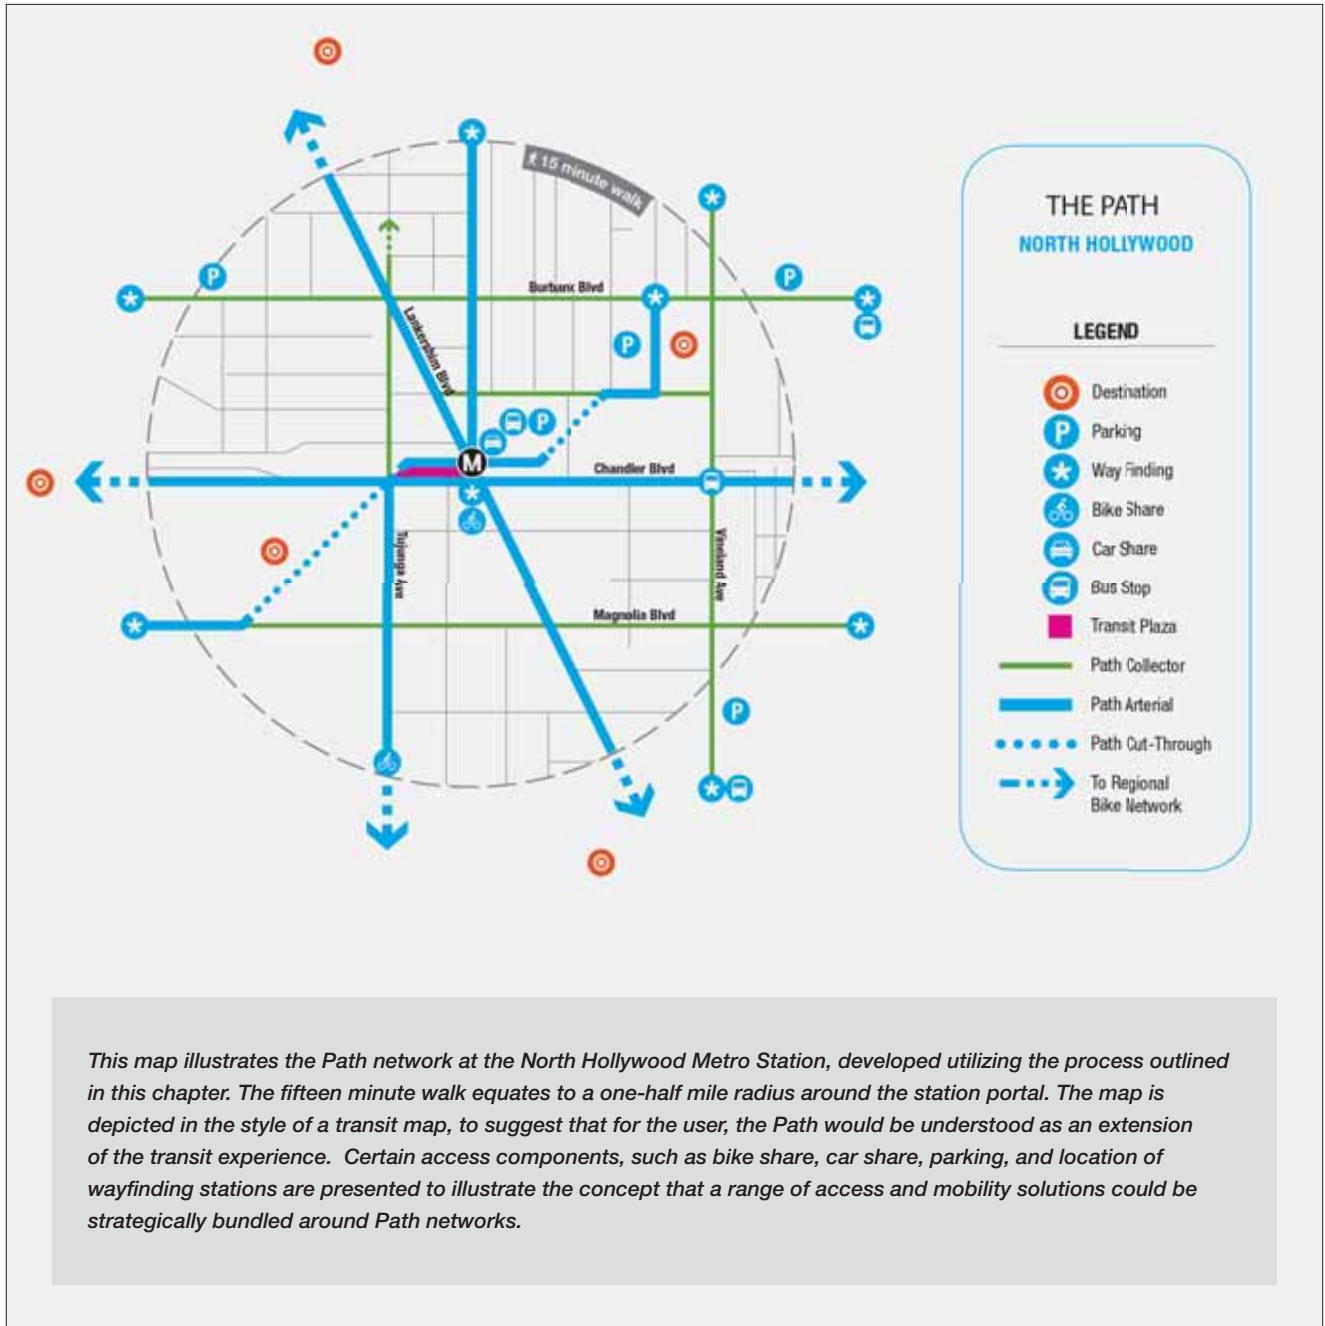 15 minute walk
Burbank Blvd
Lankershim Blvd
M
Chandler Blvd
Tujunga Ave
Vineland Ave
Magnolia Blvd
P
P
P
P
P
THE PATH
NORTH HOLLYWOOD
LEGEND
Destination
P Parking
Way Finding
Bike Share
Car Share
Bus Stop
Transit Plaza
Path Collector
Path Arterial
Path Cut-Through
To Regional
Bike Network
This map illustrates the Path network at the North Hollywood Metro Station, developed utilizing the process outlined
in this chapter. The fifteen minute walk equates to a one-half mile radius around the station portal. The map is
depicted in the style of a transit map, to suggest that for the user, the Path would be understood as an extension
of the transit experience.  Certain access components, such as bike share, car share, parking, and location of
wayfinding stations are presented to illustrate the concept that a range of access and mobility solutions could be
strategically bundled around Path networks.